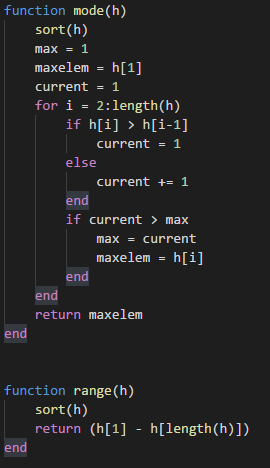 function mode(h)
    sort(h)
    max = 1
    maxelem = h[1]
    current = 1
    for i = 2:length(h)
        if h[i] > h[i-1]
            current = 1
        else
            current += 1
        end
        if current > max
            max = current
            maxelem = h[i]
        end
    end
    return maxelem
end
function range(h)
    sort(h)
    return (h[1] - h[length(h)])
end